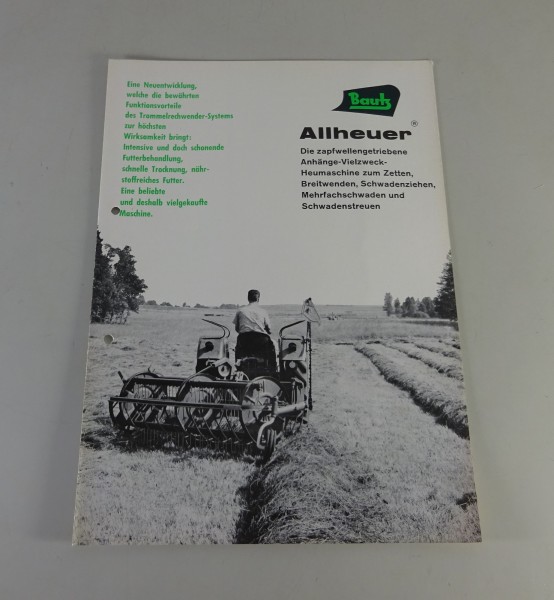 Eine Neuentwicklung,
welche die bewährten
Funktionsvorteile
des Trommelrechwender-Systems
zur höchsten
Wirksamkeit bringt:
Intensive und doch schonende
Futterbehandlung,
schnelle Trocknung, nähr-
stoffreiches Futter.
Eine beliebte
und deshalb vielgekaufte
Maschine.
Bautz
Allheuer ®
Die zapfwellengetriebene
Anhänge-Vielzweck-
Heumaschine zum Zetten,
Breitwenden, Schwadenziehen,
Mehrfachschwaden und
Schwadenstreuen